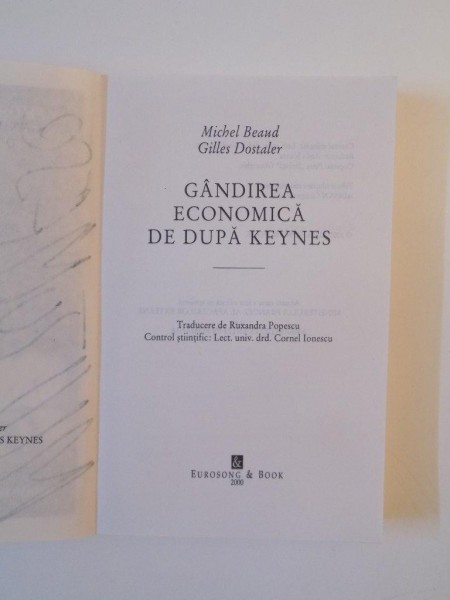 Michel Beaud
Gilles Dostaler
GÂNDIREA
ECONOMICĂ
DE DUPĂ KEYNES
Traducere de Ruxandra Popescu
Control științific: Lect. univ. drd. Cornel Ionescu
&
EUROSONG & BOOK
2000
er
S KEYNES